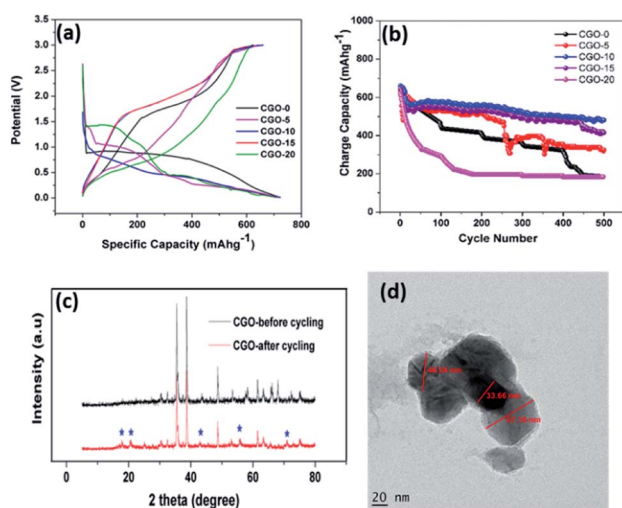 (a)
Potential (V)
3.0
2.5
2.0
1.5
1.0
0.5
0.0
CGO-0
CGO-5
CGO-10
CGO-15
CGO-20
0 200 400 600 800
Specific Capacity (mAhg-1)
(b)
Charge Capacity (mAhg-1)
1000
800
600
400
200
CGO-0
CGO-5
CGO-10
CGO-15
CGO-20
0 100 200 300 400 500
Cycle Number
(c)
Intensity (a.u)
CGO-before cycling
CGO-after cycling
0 20 40 60 80
2 theta (degree)
(d)
33.66 nm
20 nm